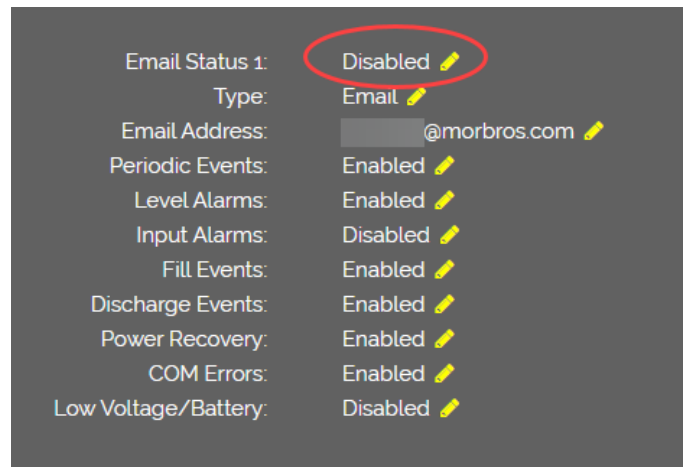 Email Status 1: Disabled
Type: Email
Email Address: @morbros.com
Periodic Events: Enabled
Level Alarms: Enabled
Input Alarms: Disabled
Fill Events: Enabled
Discharge Events: Enabled
Power Recovery: Enabled
COM Errors: Enabled
Low Voltage/Battery: Disabled